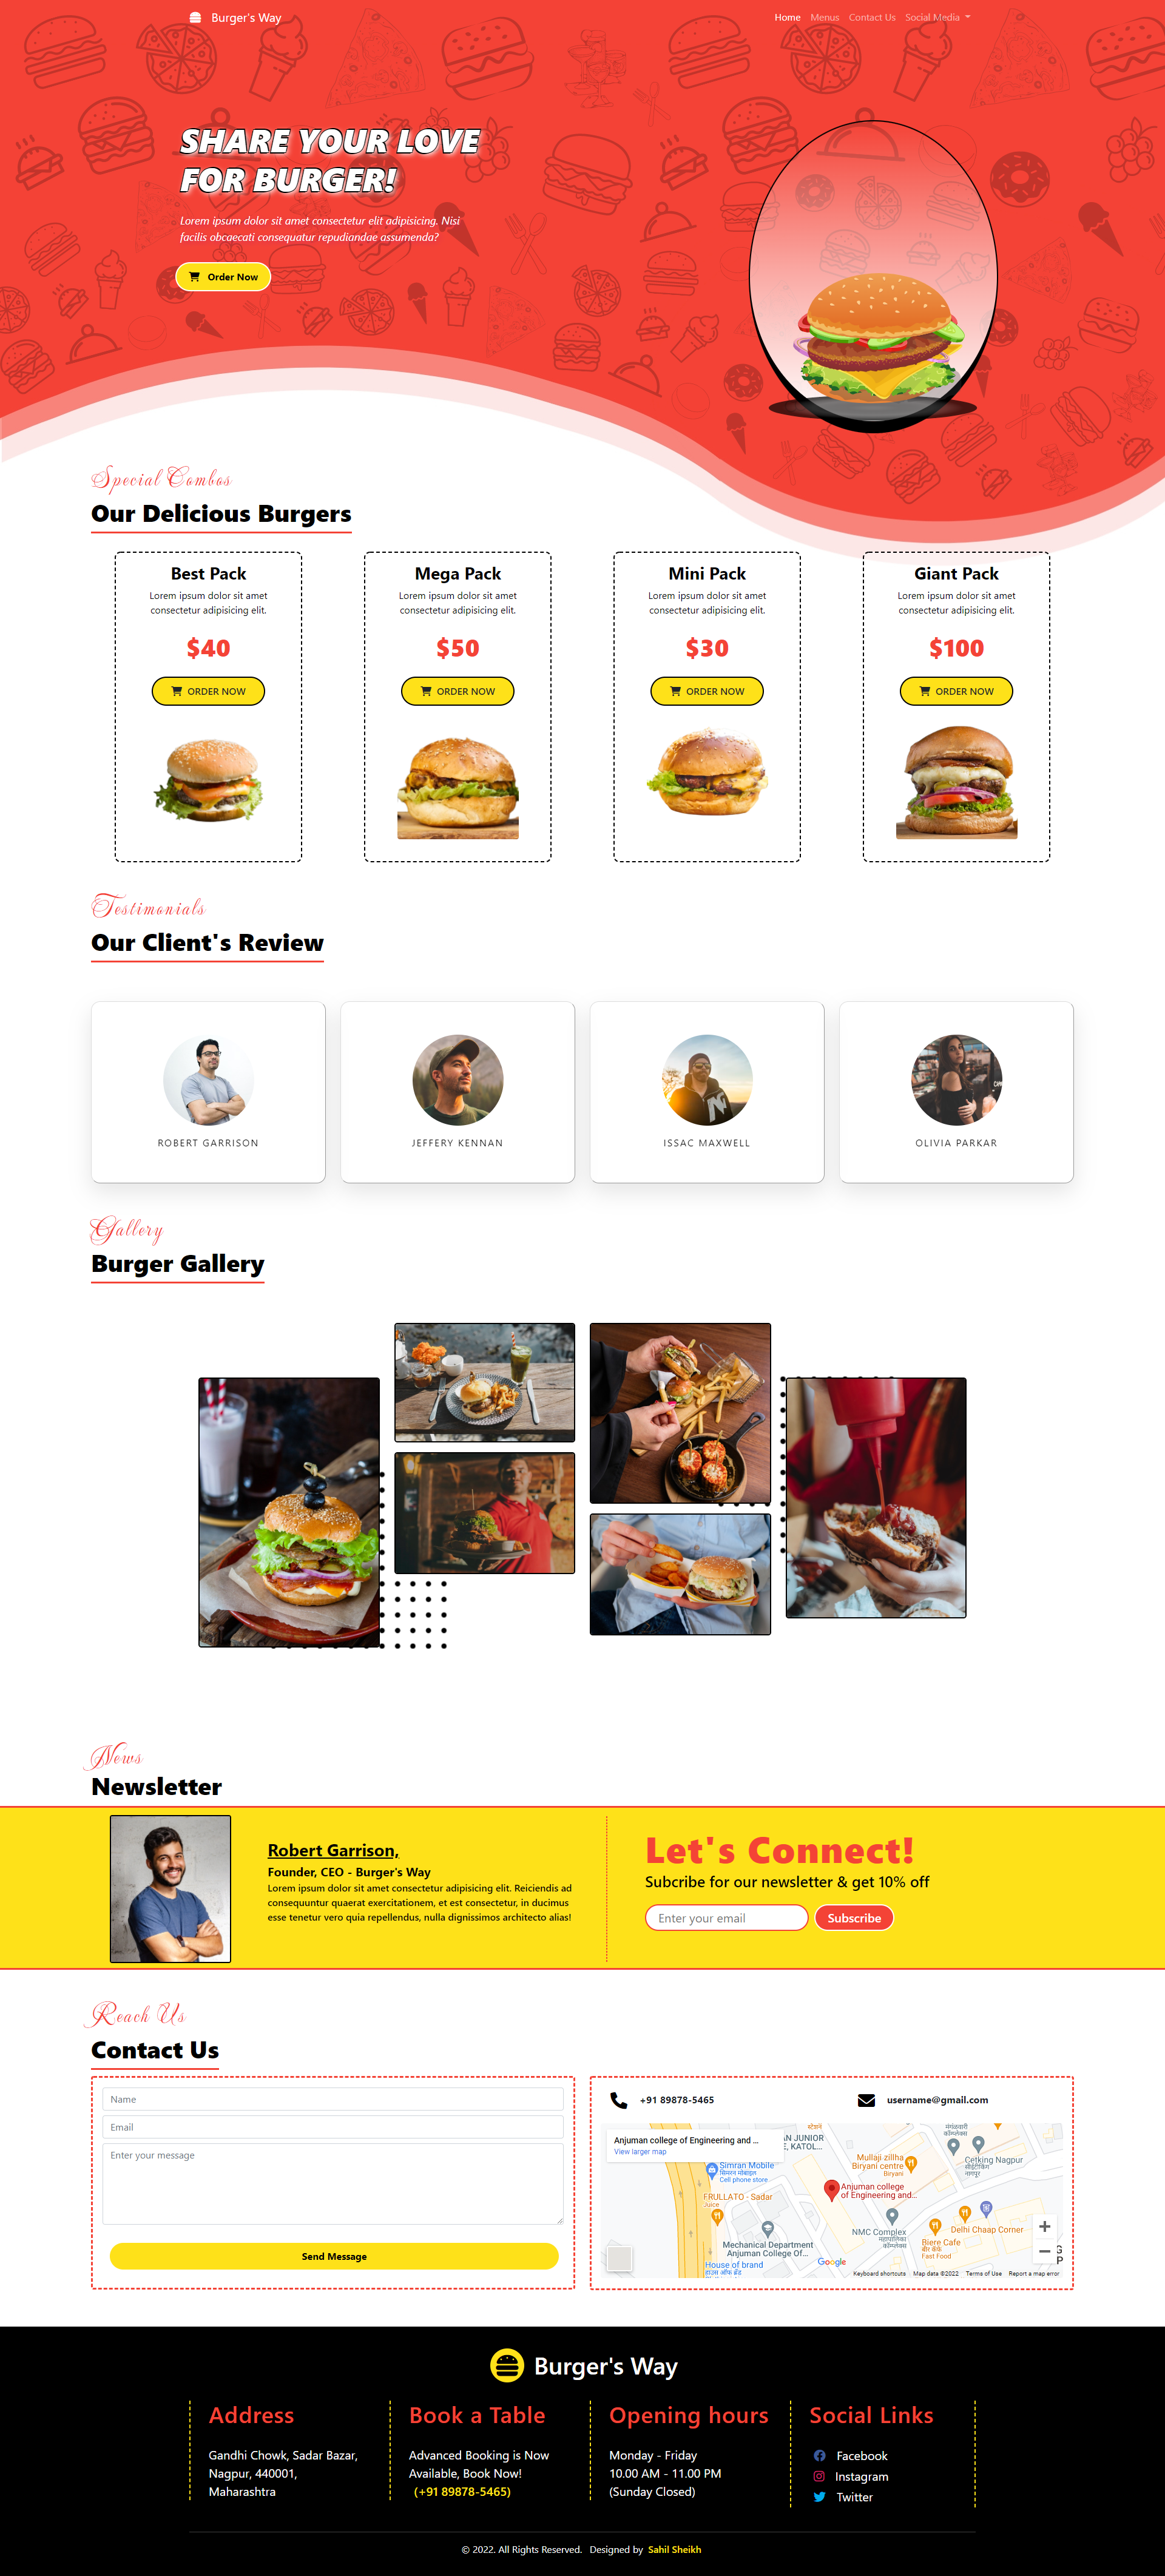 Burger's Way
Home Menus Contact Us Social Media
SHARE YOUR LOVE
FOR BURGER!
Lorem ipsum dolor sit amet consectetur elit adipisicing. Nisi
facilis obcaecati consequatur repudiandae assumenda?
Order Now
Special Combos
Our Delicious Burgers
Best Pack
Lorem ipsum dolor sit amet
consectetur adipisicing elit.
$40
ORDER NOW
Mega Pack
Lorem ipsum dolor sit amet
consectetur adipisicing elit.
$50
ORDER NOW
Mini Pack
Lorem ipsum dolor sit amet
consectetur adipisicing elit.
$30
ORDER NOW
Giant Pack
Lorem ipsum dolor sit amet
consectetur adipisicing elit.
$100
ORDER NOW
Testimonials
Our Client's Review
ROBERT GARRISON
JEFFERY KENNAN
ISSAC MAXWELL
OLIVIA PARKAR
Gallery
Burger Gallery
News
Newsletter
Robert Garrison,
Founder, CEO - Burger's Way
Lorem ipsum dolor sit amet consectetur adipisicing elit. Reiciendis ad
consequuntur quaerat exercitationem, et est consectetur, in ducimus
esse tenetur vero quia repellendus, nulla dignissimos architecto alias!
Let's Connect!
Subcribe for our newsletter & get 10% off
Enter your email
Subscribe
Reach Us
Contact Us
Name
Email
Enter your message
Send Message
+91 89878-5465
username@gmail.com
Anjuman college of Engineering and ...
View larger map
AN JUNIOR
E, KATOL...
Simran Mobile
सिमरन मोबाइल
Cell phone store
Mullaji zillha
Biryani centre
Biryani
Cetking Nagpur
FRULLATO - Sadar
Juice
Anjuman college
of Engineering and...
NMC Complex
Delhi Chaap Corner
Biere Cafe
Fast Food
Mechanical Department
Anjuman College Of...
House of brand
Google
Keyboard shortcuts Map data ©2022 Terms of Use Report a map error
Burger's Way
Address
Gandhi Chowk, Sadar Bazar,
Nagpur, 440001,
Maharashtra
Book a Table
Advanced Booking is Now
Available, Book Now!
(+91 89878-5465)
Opening hours
Monday - Friday
10.00 AM - 11.00 PM
(Sunday Closed)
Social Links
Facebook
Instagram
Twitter
© 2022. All Rights Reserved. Designed by Sahil Sheikh